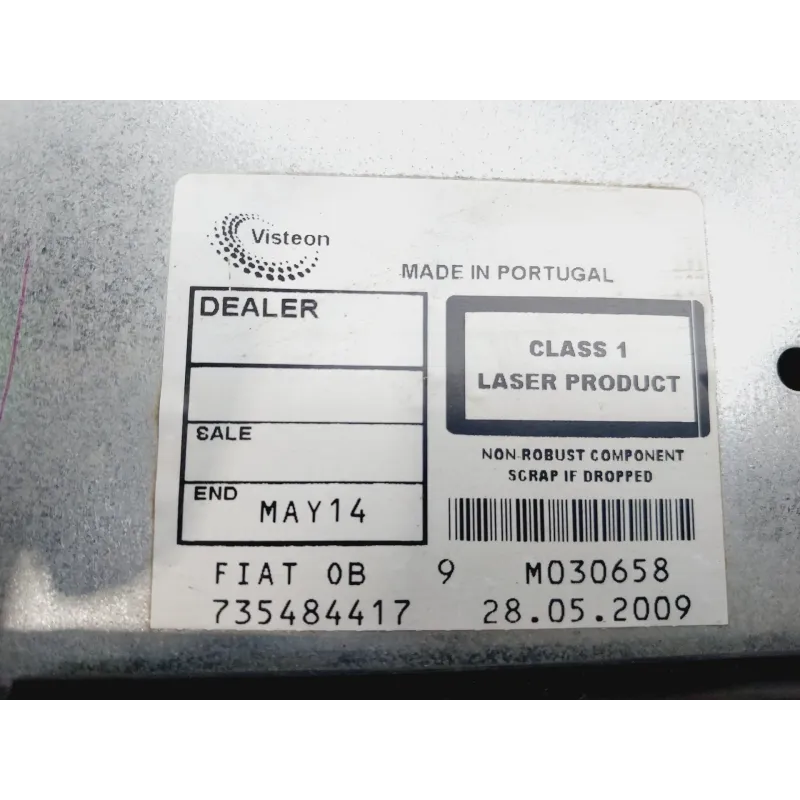 Visteon
MADE IN PORTUGAL
DEALER
CLASS 1
LASER PRODUCT
SALE
NON-ROBUST COMPONENT
SCRAP IF DROPPED
END MAY14
FIAT 0B 9 M030658
735484417 28.05.2009